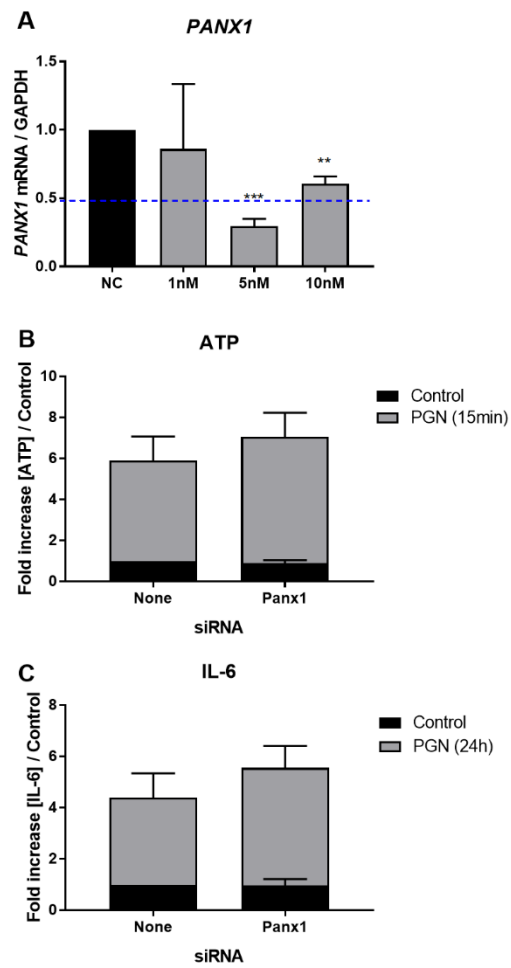 A
PANX1
PANX1 mRNA / GAPDH
1.5
1.0
0.5
0.0
***
**
NC 1nM 5nM 10nM
B
ATP
Fold increase [ATP] / Control
10
8
6
4
2
0
Control
PGN (15min)
None Panx1
siRNA
C
IL-6
Fold increase [IL-6] / Control
8
6
4
2
0
Control
PGN (24h)
None Panx1
siRNA